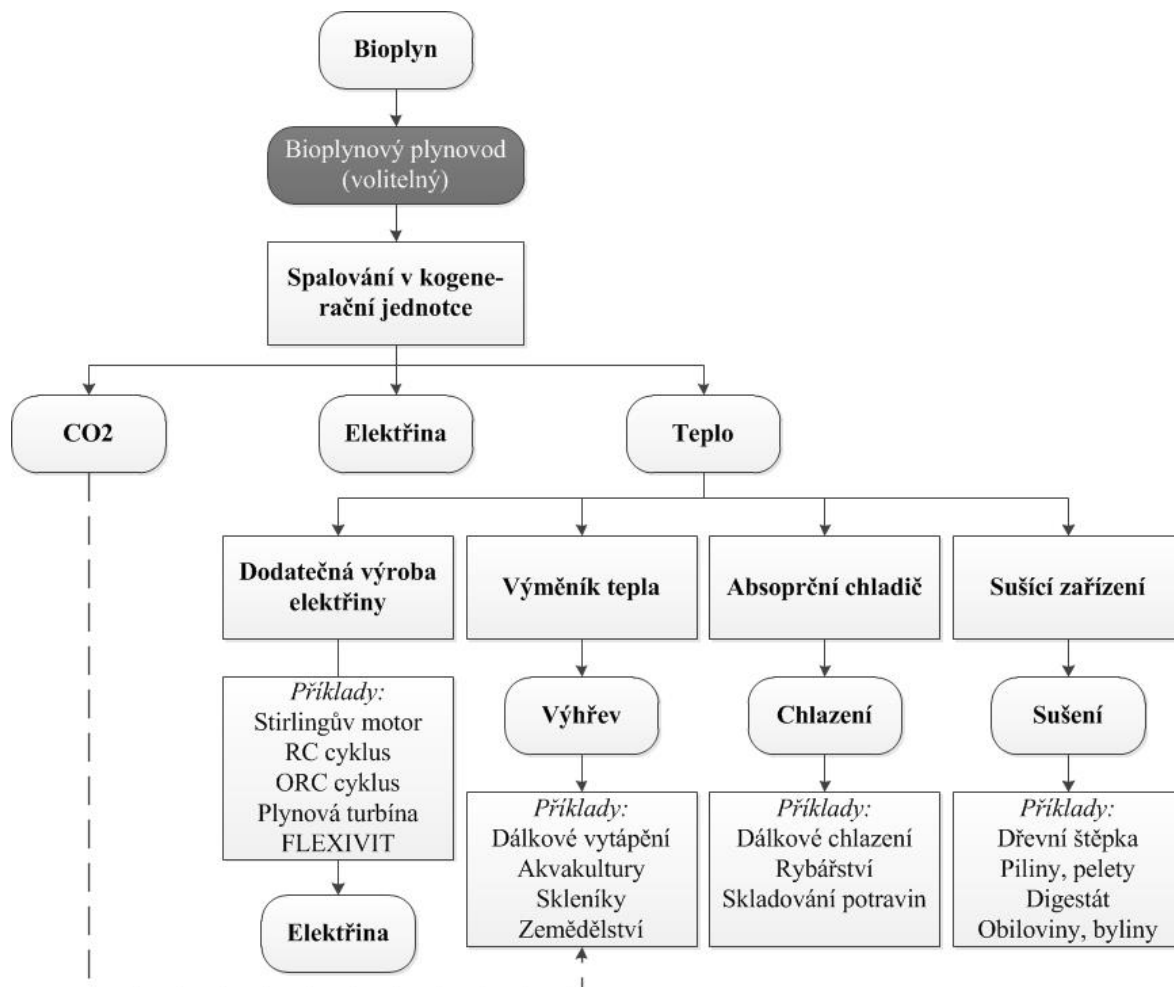 Bioplyn
Bioplynový plynovod
(volitelný)
Spalování v kogene-
rační jednotce
CO2
Elektřina
Teplo
Dodatečná výroba
elektřiny
Výměník tepla
Absoprční chladič
Sušící zařízení
Příklady:
Stirlingův motor
RC cyklus
ORC cyklus
Plynová turbína
FLEXIVIT
Výhřev
Chlazení
Sušení
Příklady:
Dálkové vytápění
Akvakultury
Skleníky
Zemědělství
Příklady:
Dálkové chlazení
Rybářství
Skladování potravin
Příklady:
Dřevní štěpka
Piliny, pelety
Digestát
Obiloviny, byliny
Elektřina